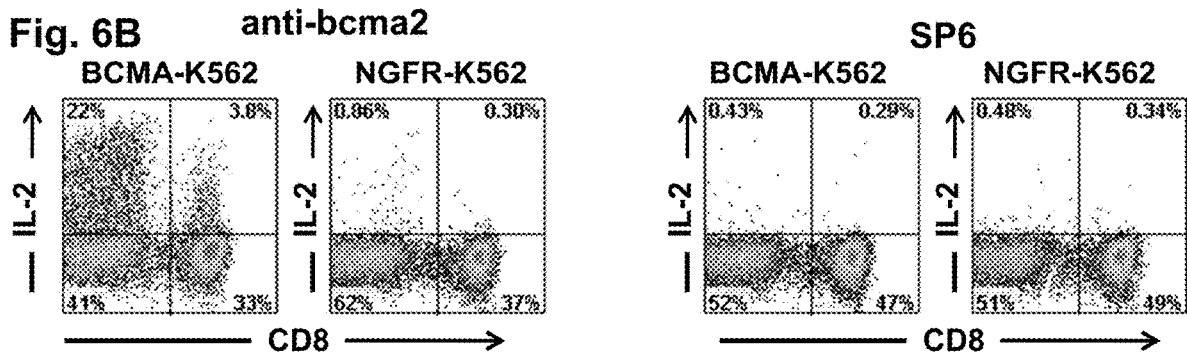 Fig. 6B
anti-bcma2
SP6
BCMA-K562
NGFR-K562
BCMA-K562
NGFR-K562
22%
3.8%
0.86%
0.30%
0.43%
0.29%
0.48%
0.34%
IL-2
IL-2
IL-2
IL-2
41%
33%
62%
37%
52%
47%
51%
49%
CD8
CD8